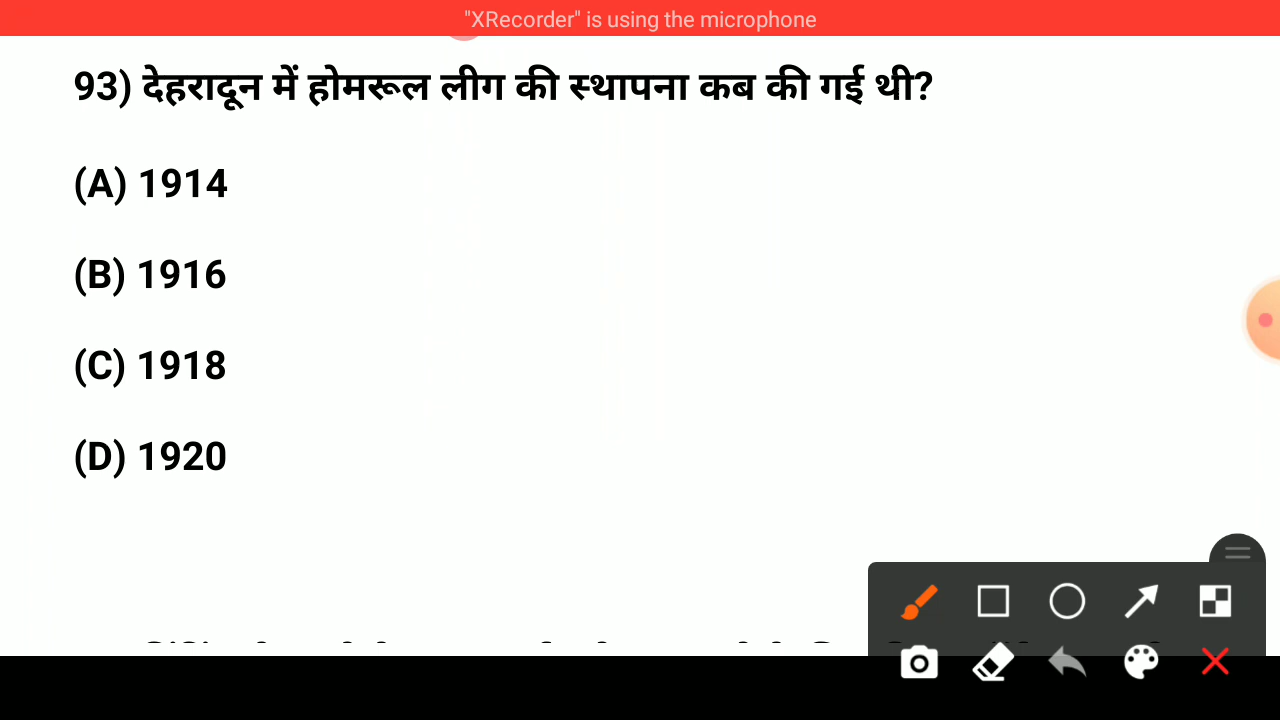 "XRecorder" is using the microphone
93) देहरादून में होमरूल लीग की स्थापना कब की गई थी?
(A) 1914
(B) 1916
(C) 1918
(D) 1920